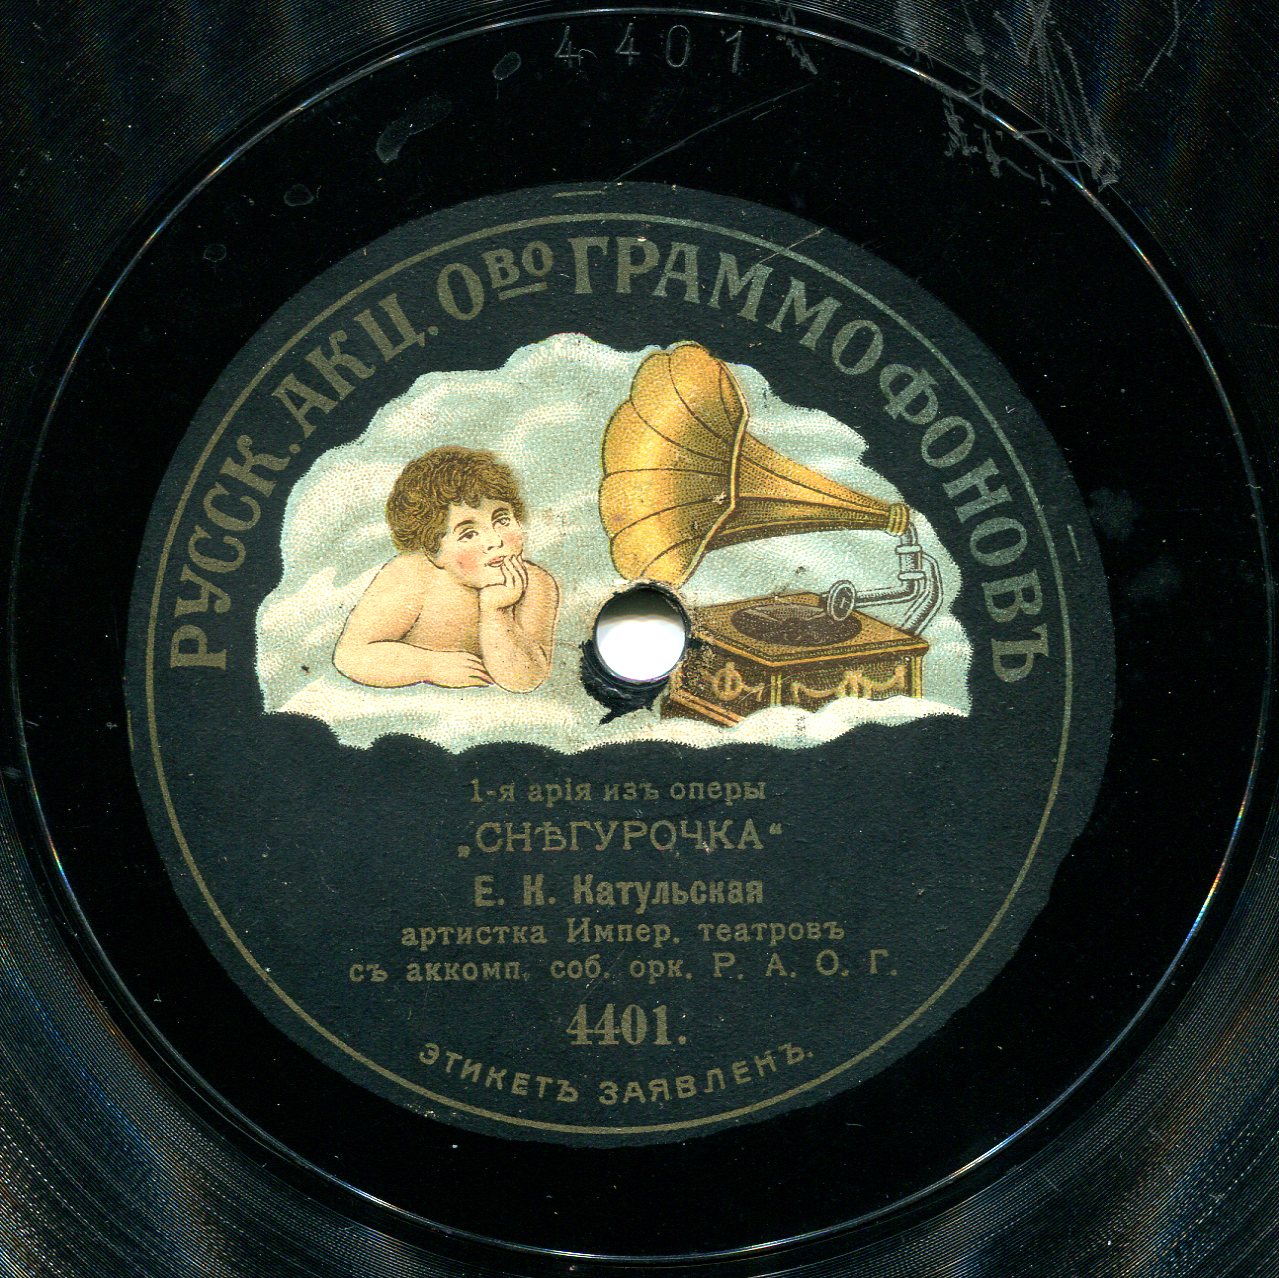 4401
РУССК. АКЦ. Ово ГРАММОФОНОВЪ
1-я арія изъ оперы
„СНѢГУРОЧКА“
Е. К. Катульская
артистка Импер. театровъ
съ аккомп. соб. орк. Р. А. О. Г.
4401.
ЭТИКЕТЪ ЗАЯВЛЕНЪ.